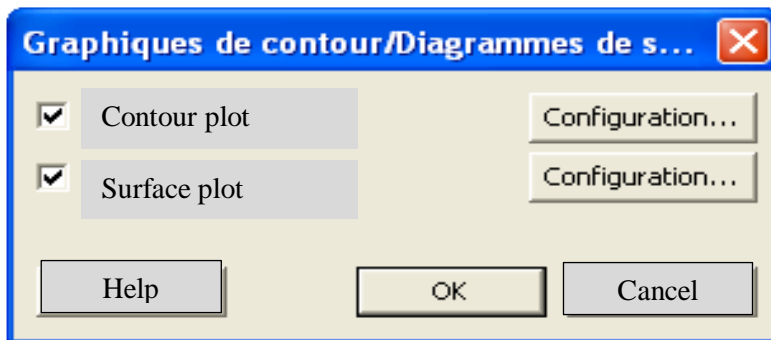 Graphiques de contour/Diagrammes de s...
Contour plot Configuration...
Surface plot Configuration...
Help OK Cancel